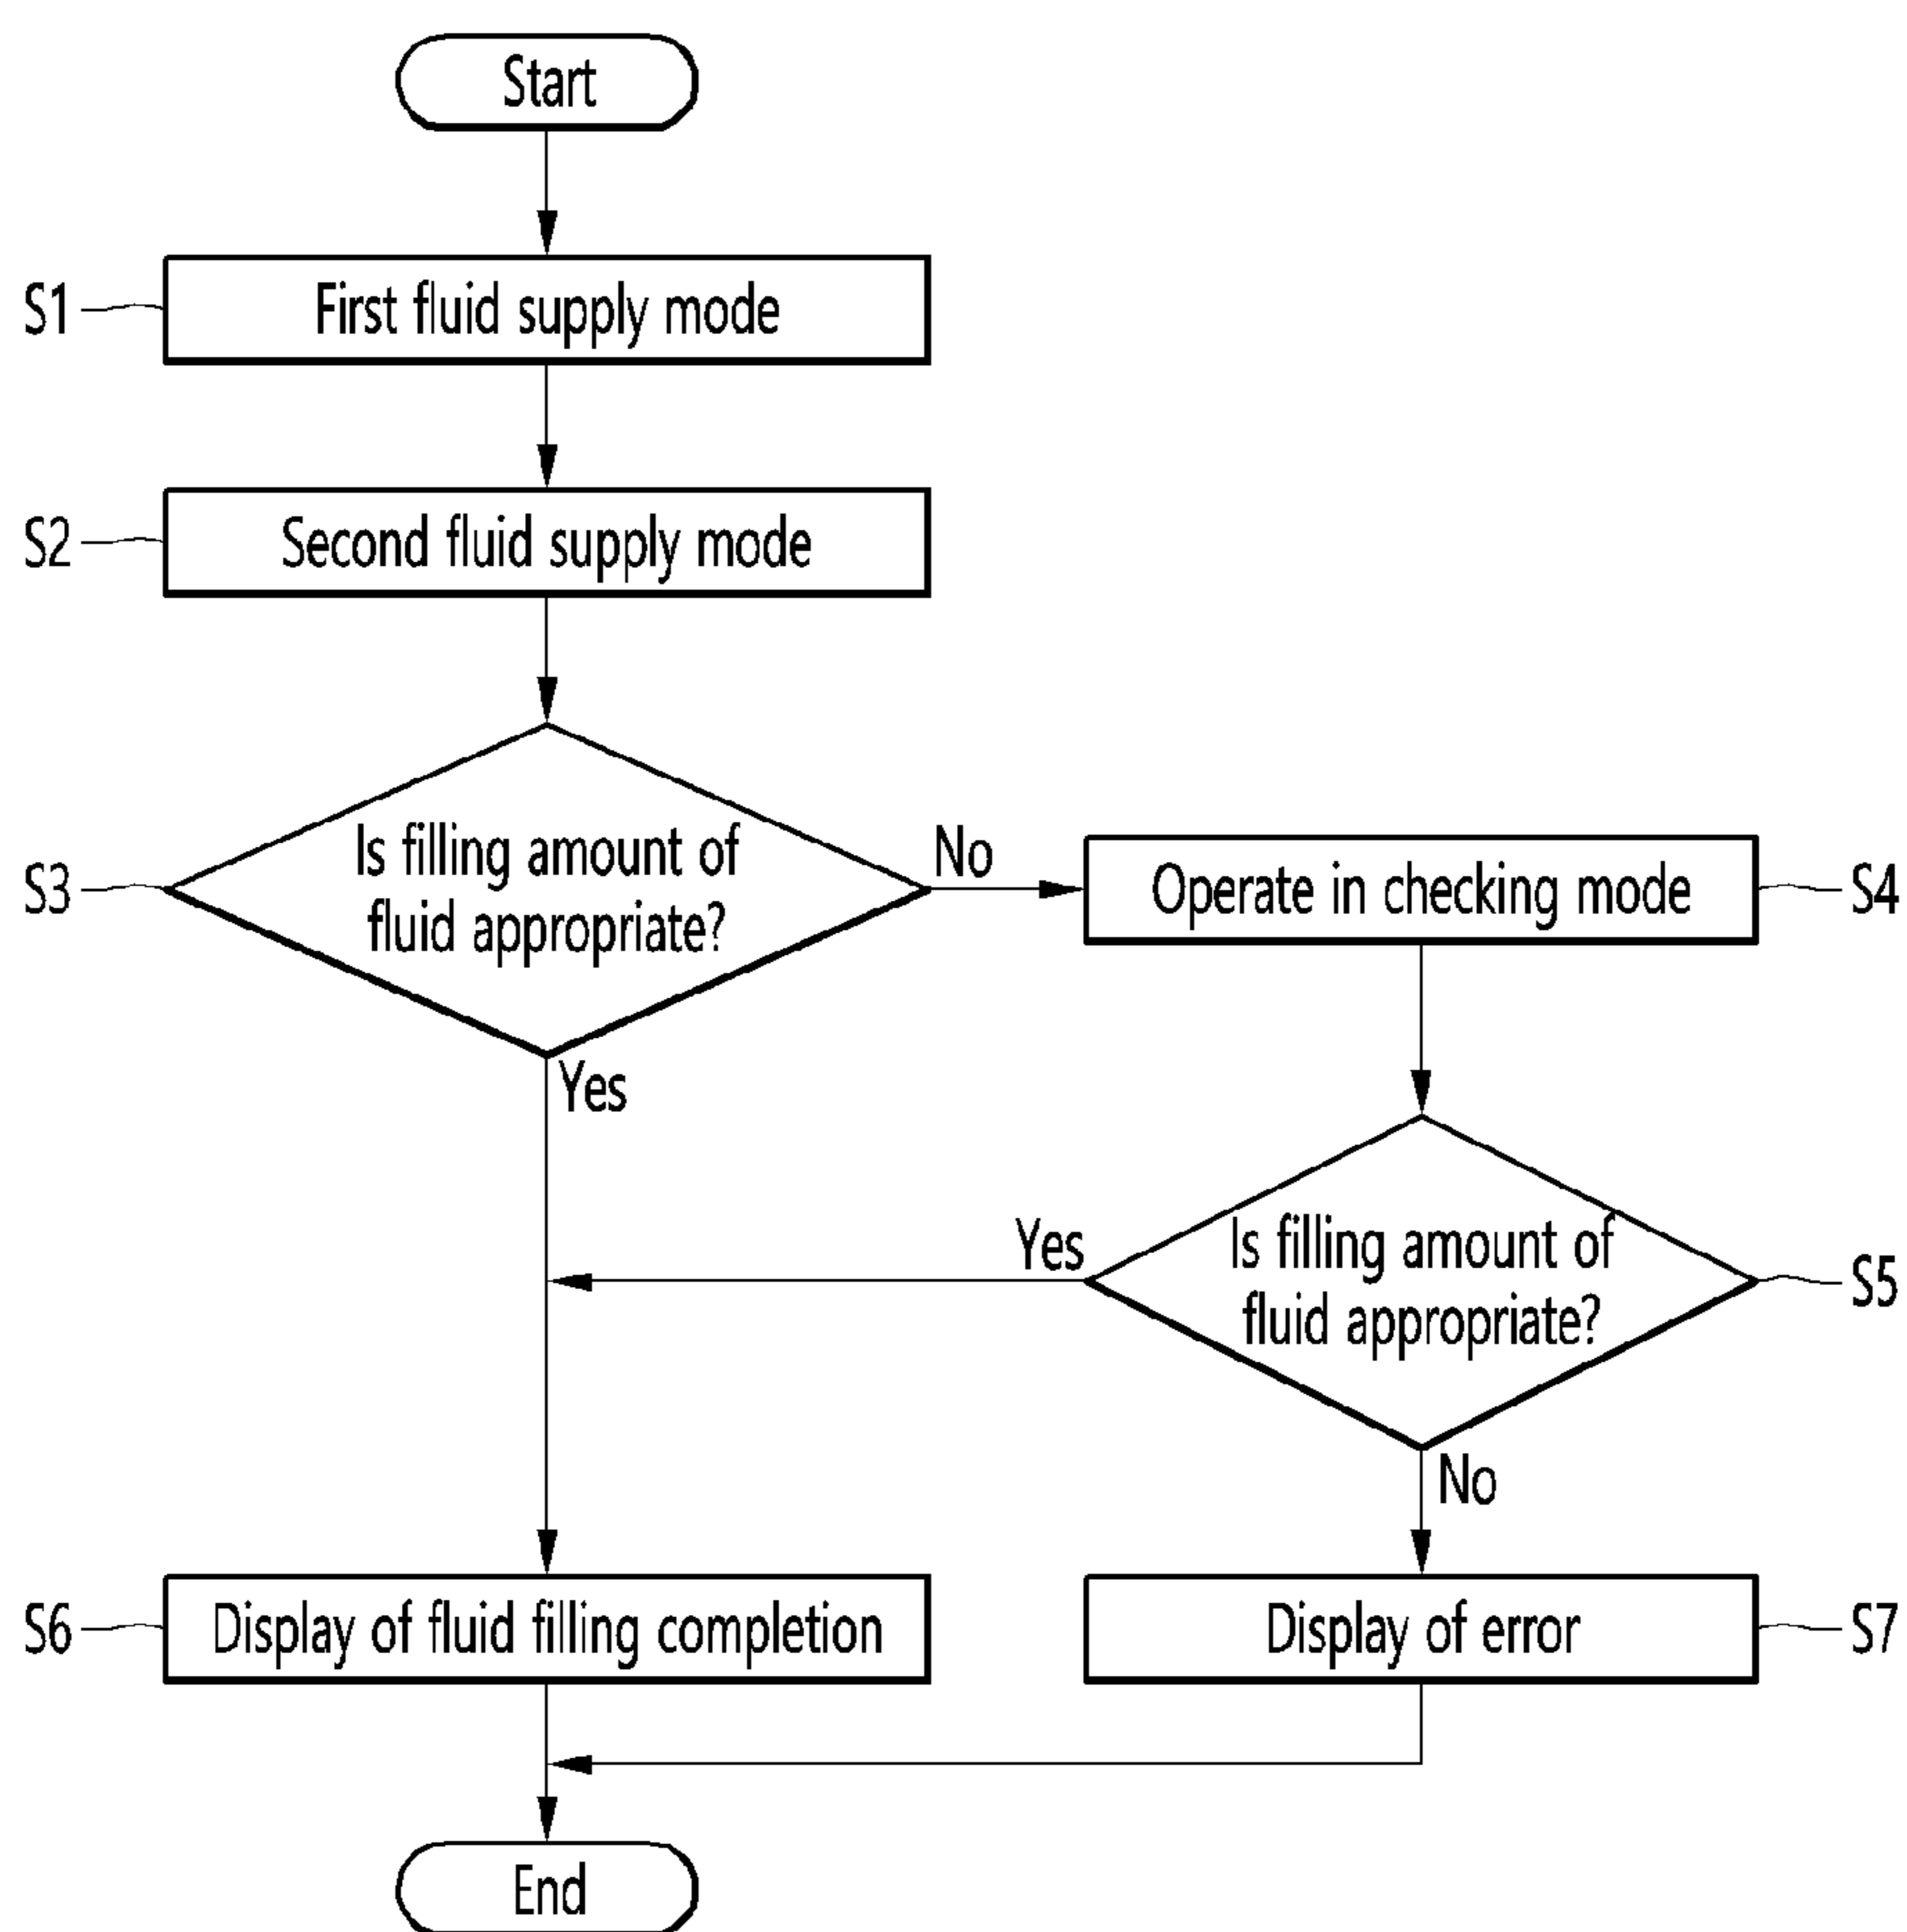 Start
S1
First fluid supply mode
S2
Second fluid supply mode
S3
Is filling amount of
fluid appropriate?
No
Operate in checking mode
S4
Yes
Yes
Is filling amount of
fluid appropriate?
S5
No
S6
Display of fluid filling completion
Display of error
S7
End